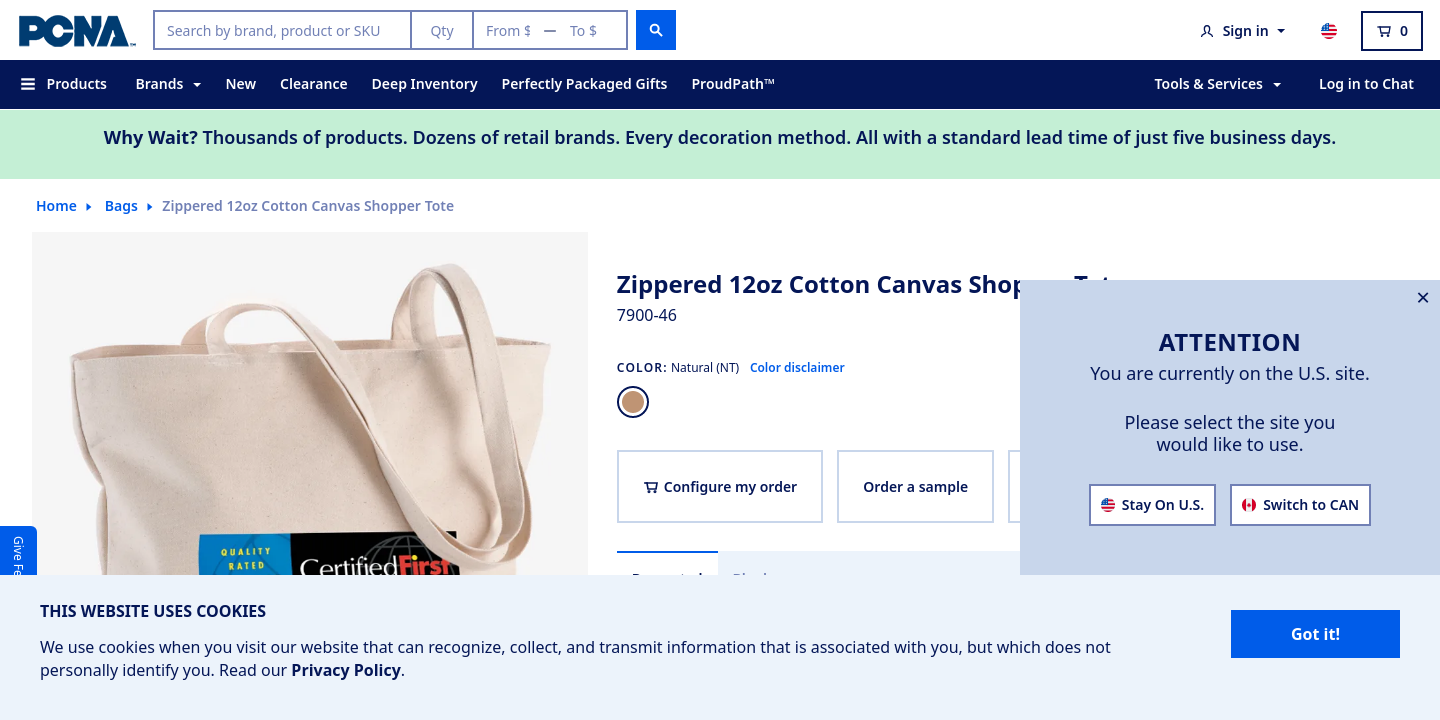 PCNA™
Search by brand, product or SKU
Qty
From $ — To $
Sign in
0
Products
Brands
New
Clearance
Deep Inventory
Perfectly Packaged Gifts
ProudPath™
Tools & Services
Log in to Chat
Why Wait? Thousands of products. Dozens of retail brands. Every decoration method. All with a standard lead time of just five business days.
Home
Bags
Zippered 12oz Cotton Canvas Shopper Tote
Zippered 12oz Cotton Canvas
7900-46
COLOR: Natural (NT) Color disclaimer
Configure my order
Order a sample
QUALITY
RATED
CertifiedFirst
Give
×
ATTENTION
You are currently on the U.S. site.
Please select the site you
would like to use.
Stay On U.S.
Switch to CAN
THIS WEBSITE USES COOKIES
We use cookies when you visit our website that can recognize, collect, and transmit information that is associated with you, but which does not
personally identify you. Read our Privacy Policy.
Got it!